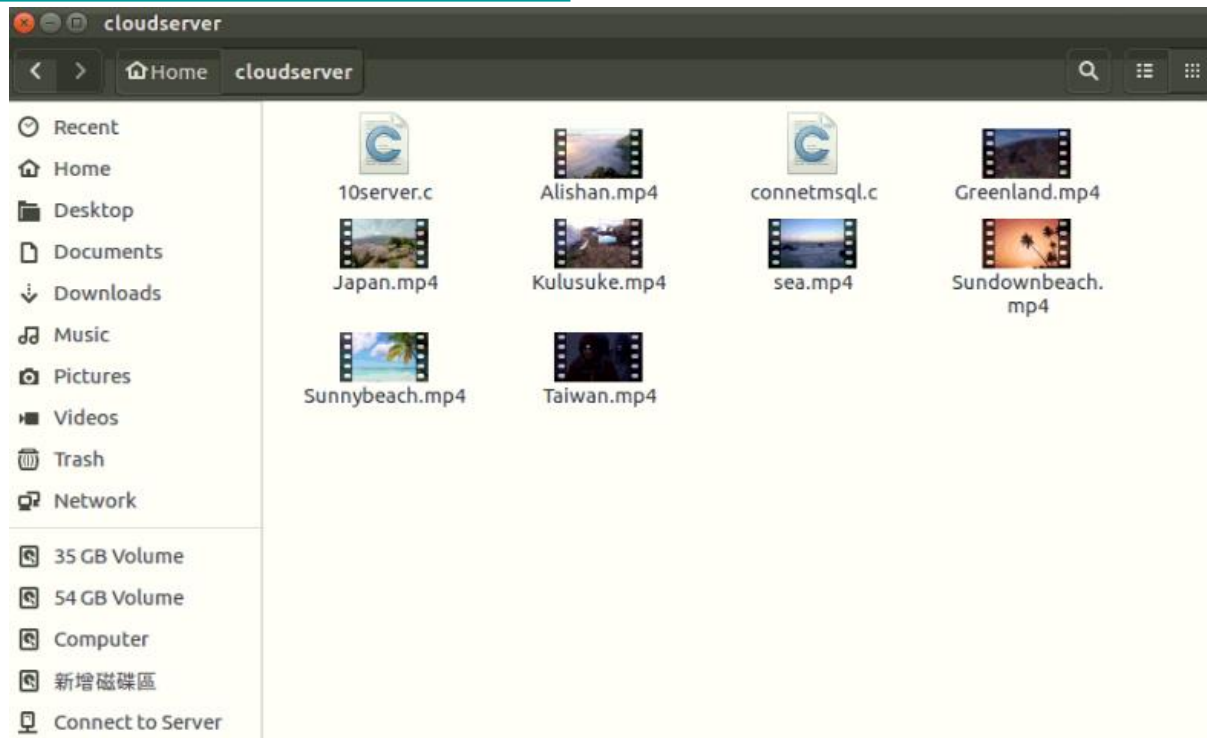 cloudserver
Home cloudserver
Recent
Home
Desktop
Documents
Downloads
Music
Pictures
Videos
Trash
Network
35 GB Volume
54 GB Volume
Computer
新增磁碟區
Connect to Server
10server.c
Alishan.mp4
connetmsql.c
Greenland.mp4
Japan.mp4
Kulusuke.mp4
sea.mp4
Sundownbeach.
mp4
Sunnybeach.mp4
Taiwan.mp4